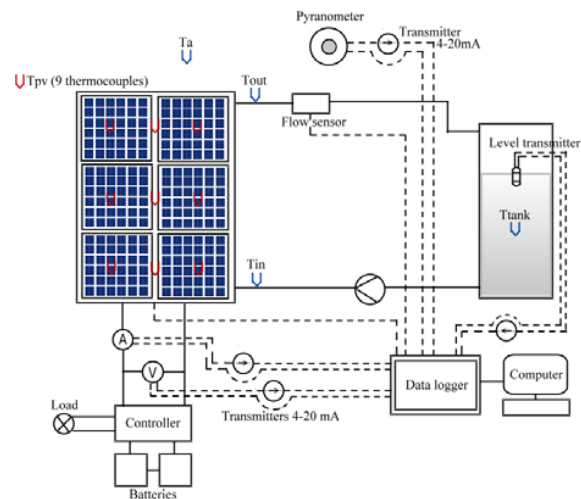 Pyranometer
Transmitter
4-20mA
Ta
Tpv (9 thermocouples)
Tout
Flow sensor
Level transmitter
Ttank
Tin
A
V
Data logger
Computer
Load
Controller
Transmitters 4-20 mA
Batteries